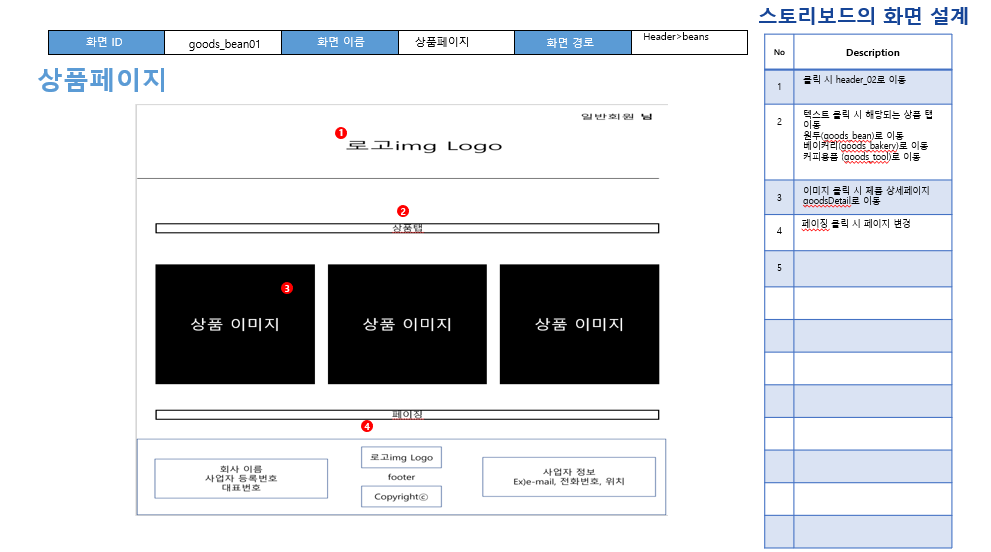 스토리보드의 화면 설계
화면 ID
goods_bean01
화면 이름
상품페이지
화면 경로
Header>beans
상품페이지
일반회원 님
1
로고img Logo
2
상품탭
3
상품 이미지
상품 이미지
상품 이미지
페이징
4
회사 이름
사업자 등록번호
대표번호
로고img Logo
footer
Copyrightⓒ
사업자 정보
Ex)e-mail, 전화번호, 위치
No
Description
1
클릭 시 header_02로 이동
2
텍스트 클릭 시 해당되는 상품 탭
이동
원두(goods_bean)로 이동
베이커리(goods_bakery)로 이동
커피용품 (goods_tool)로 이동
3
이미지 클릭 시 제품 상세페이지
goodsDetail로 이동
4
페이징 클릭 시 페이지 변경
5